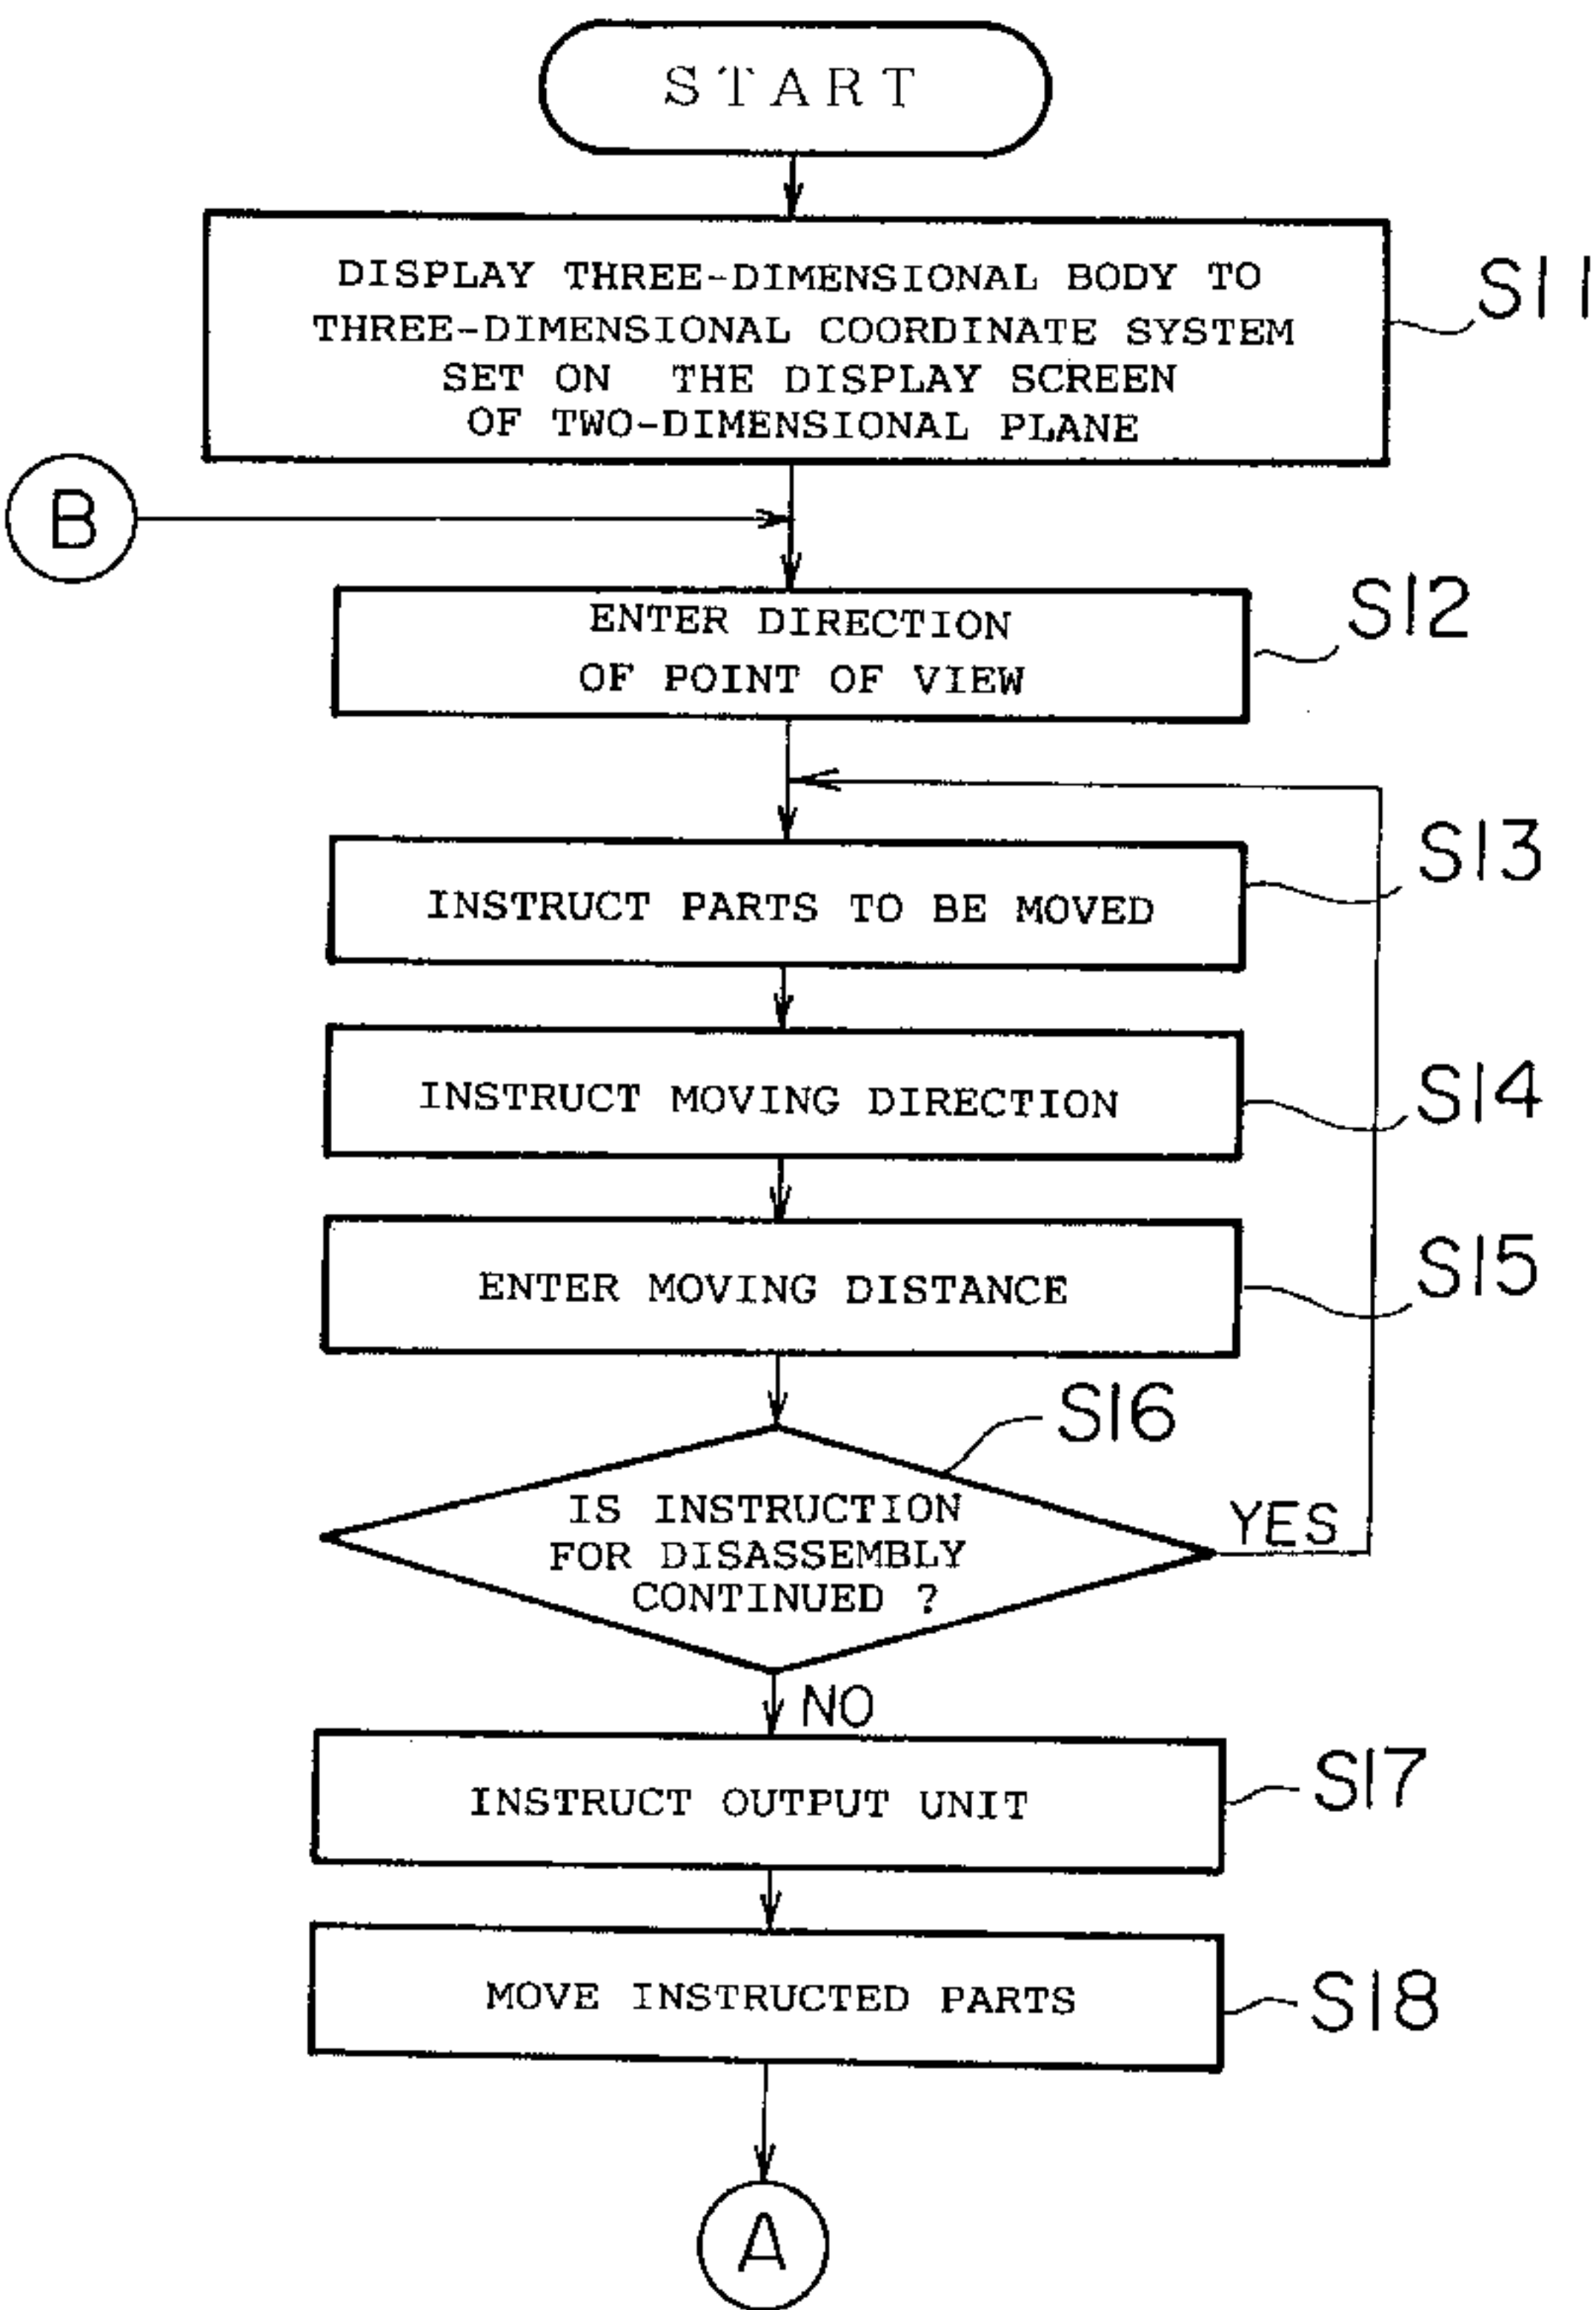 START
DISPLAY THREE-DIMENSIONAL BODY TO
THREE-DIMENSIONAL COORDINATE SYSTEM
SET ON THE DISPLAY SCREEN
OF TWO-DIMENSIONAL PLANE
S11
B
ENTER DIRECTION
OF POINT OF VIEW
S12
INSTRUCT PARTS TO BE MOVED
S13
INSTRUCT MOVING DIRECTION
S14
ENTER MOVING DISTANCE
S15
S16
IS INSTRUCTION
FOR DISASSEMBLY
CONTINUED ?
YES
NO
INSTRUCT OUTPUT UNIT
S17
MOVE INSTRUCTED PARTS
S18
A